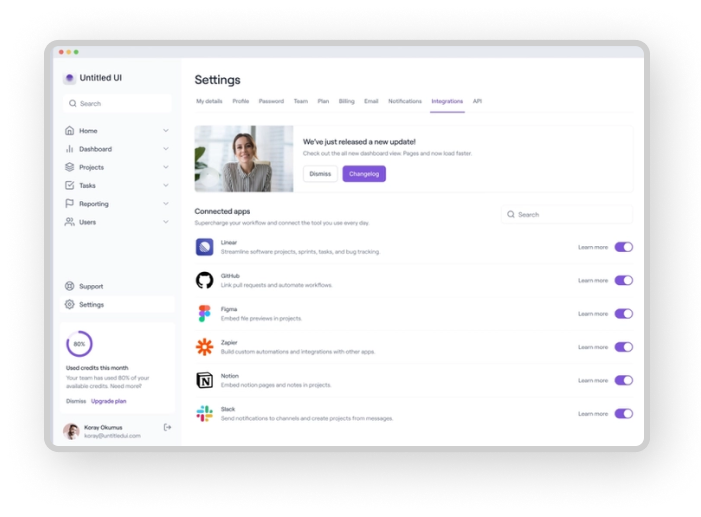 Untitled UI
Search
Home
Dashboard
Projects
Tasks
Reporting
Users
Support
Settings
80%
Used credits this month
Your team has used 80% of your
available credits. Need more?
Dismiss Upgrade plan
Koray Okumus
koray@untitledui.com
Settings
My details Profile Password Team Plan Billing Email Notifications Integrations API
We've just released a new update!
Check out the all new dashboard view. Pages and now load faster.
Dismiss Changelog
Connected apps
Supercharge your workflow and connect the tool you use every day.
Search
Linear
Streamline software projects, sprints, tasks, and bug tracking.
Learn more
GitHub
Link pull requests and automate workflows.
Learn more
Figma
Embed file previews in projects.
Learn more
Zapier
Build custom automations and integrations with other apps.
Learn more
N
Notion
Embed notion pages and notes in projects.
Learn more
Slack
Send notifications to channels and create projects from messages.
Learn more